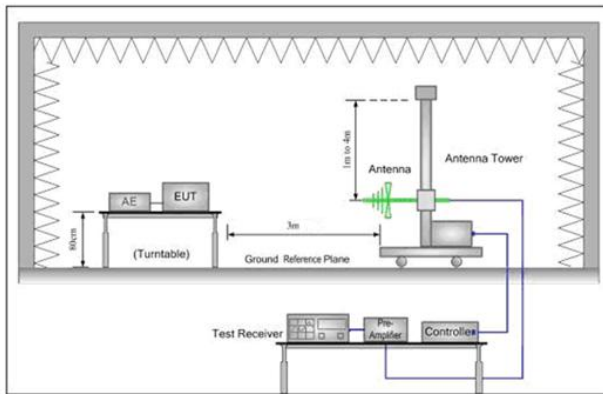 1m to 4m
Antenna
Antenna Tower
AE
EUT
80cm
(Turntable)
3m
Ground Reference Plane
Test Receiver
Pre-
Amplifier
Controller